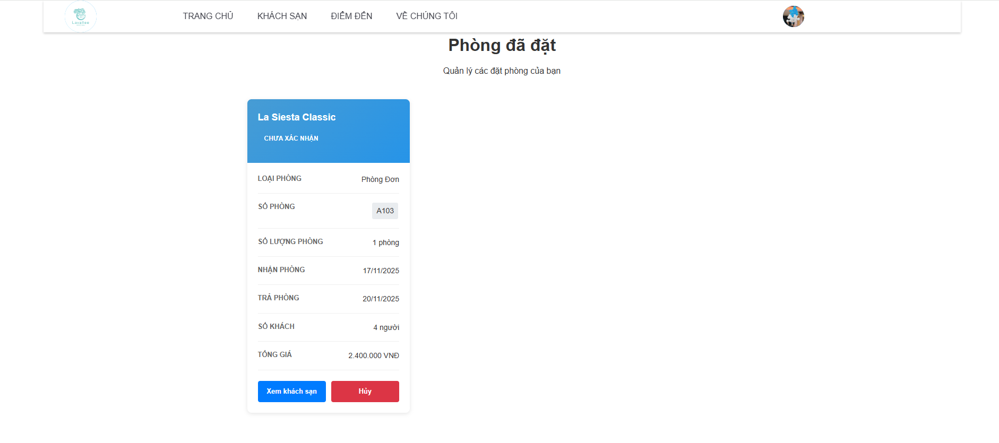 Lavallee
TRANG CHỦ KHÁCH SẠN ĐIỂM ĐẾN VỀ CHÚNG TÔI
Phòng đã đặt
Quản lý các đặt phòng của bạn
La Siesta Classic
CHƯA XÁC NHẬN
LOẠI PHÒNG Phòng Đơn
SỐ PHÒNG A103
SỐ LƯỢNG PHÒNG 1 phòng
NHẬN PHÒNG 17/11/2025
TRẢ PHÒNG 20/11/2025
SỐ KHÁCH 4 người
TỔNG GIÁ 2.400.000 VNĐ
Xem khách sạn Hủy